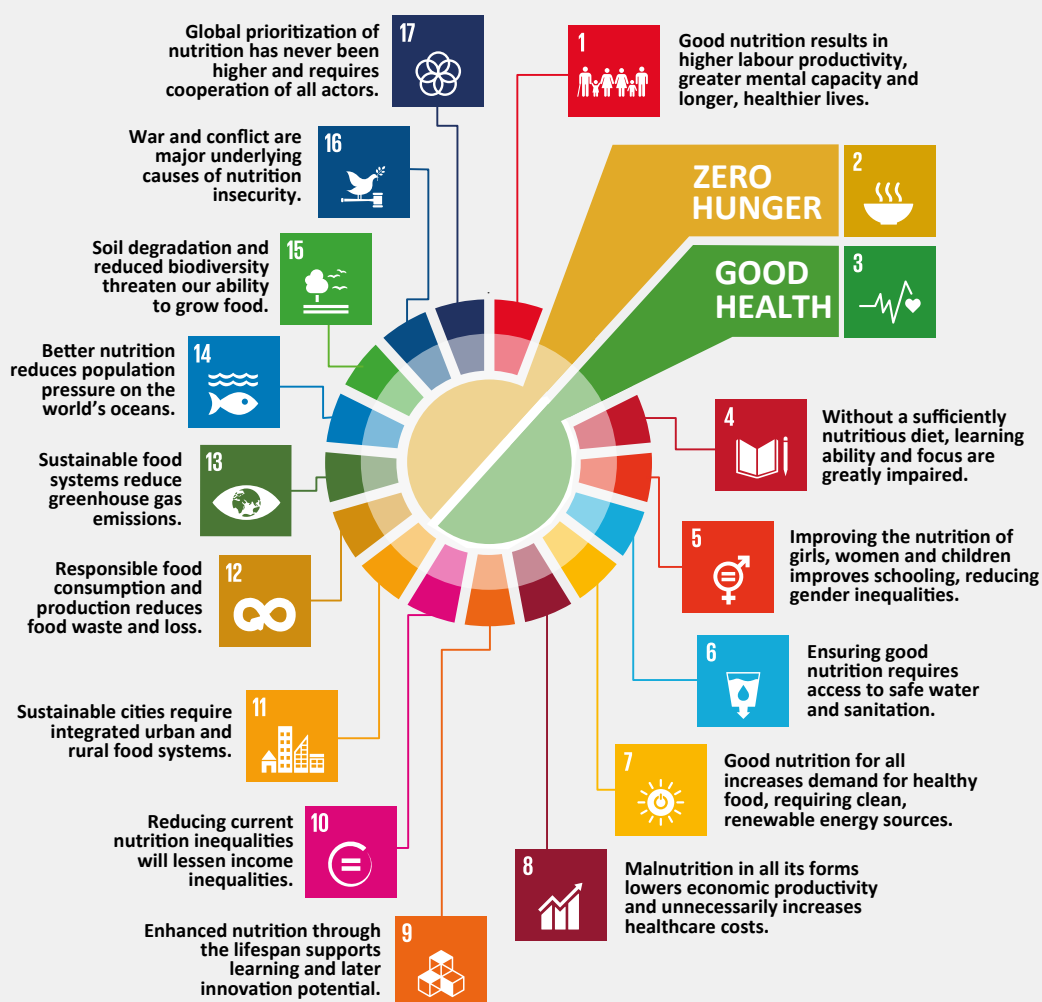 1
Good nutrition results in
higher labour productivity,
greater mental capacity and
longer, healthier lives.
2
ZERO
HUNGER
3
GOOD
HEALTH
4
Without a sufficiently
nutritious diet, learning
ability and focus are
greatly impaired.
5
Improving the nutrition of
girls, women and children
improves schooling, reducing
gender inequalities.
6
Ensuring good
nutrition requires
access to safe water
and sanitation.
7
Good nutrition for all
increases demand for healthy
food, requiring clean,
renewable energy sources.
8
Malnutrition in all its forms
lowers economic productivity
and unnecessarily increases
healthcare costs.
9
Enhanced nutrition through
the lifespan supports
learning and later
innovation potential.
10
Reducing current
nutrition inequalities
will lessen income
inequalities.
11
Sustainable cities require
integrated urban and
rural food systems.
12
Responsible food
consumption and
production reduces
food waste and loss.
13
Sustainable food
systems reduce
greenhouse gas
emissions.
14
Better nutrition
reduces population
pressure on the
world’s oceans.
15
Soil degradation and
reduced biodiversity
threaten our ability
to grow food.
16
War and conflict are
major underlying
causes of nutrition
insecurity.
17
Global prioritization of
nutrition has never been
higher and requires
cooperation of all actors.